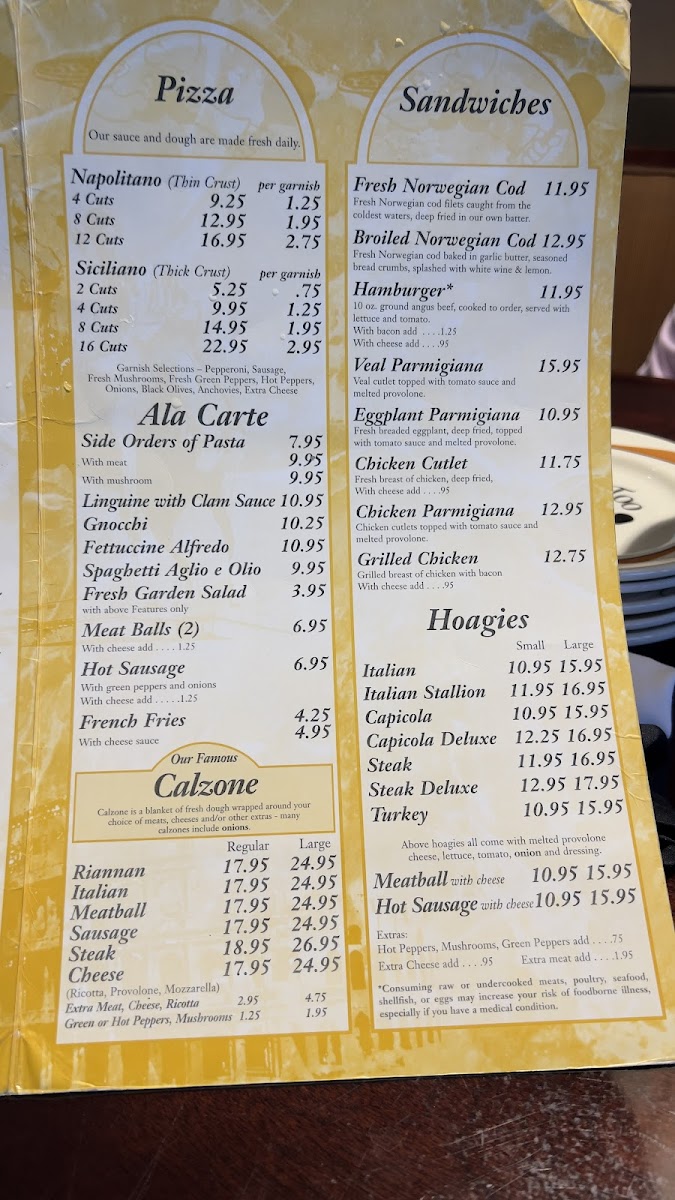 Pizza
Our sauce and dough are made fresh daily.
Napolitano (Thin Crust) per garnish
4 Cuts 9.25 1.25
8 Cuts 12.95 1.95
12 Cuts 16.95 2.75
Siciliano (Thick Crust) per garnish
2 Cuts 5.25 .75
4 Cuts 9.95 1.25
8 Cuts 14.95 1.95
16 Cuts 22.95 2.95
Garnish Selections – Pepperoni, Sausage,
Fresh Mushrooms, Fresh Green Peppers, Hot Peppers,
Onions, Black Olives, Anchovies, Extra Cheese
Ala Carte
Side Orders of Pasta 7.95
With meat 9.95
With mushroom 9.95
Linguine with Clam Sauce 10.95
Gnocchi 10.25
Fettuccine Alfredo 10.95
Spaghetti Aglio e Olio 9.95
Fresh Garden Salad 3.95
with above Features only
Meat Balls (2) 6.95
With cheese add . . . . 1.25
Hot Sausage 6.95
With green peppers and onions
With cheese add . . . . .1.25
French Fries 4.25
With cheese sauce 4.95
Our Famous
Calzone
Calzone is a blanket of fresh dough wrapped around your
choice of meats, cheeses and/or other extras - many
calzones include onions.
Regular Large
Riannan 17.95 24.95
Italian 17.95 24.95
Meatball 17.95 24.95
Sausage 17.95 24.95
Steak 18.95 26.95
Cheese 17.95 24.95
(Ricotta, Provolone, Mozzarella)
Extra Meat, Cheese, Ricotta 2.95 4.75
Green or Hot Peppers, Mushrooms 1.25 1.95
Sandwiches
Fresh Norwegian Cod 11.95
Fresh Norwegian cod filets caught from the
coldest waters, deep fried in our own batter.
Broiled Norwegian Cod 12.95
Fresh Norwegian cod baked in garlic butter, seasoned
bread crumbs, splashed with white wine & lemon.
Hamburger* 11.95
10 oz. ground angus beef, cooked to order, served with
lettuce and tomato.
With bacon add . . . .1.25
With cheese add . . . .95
Veal Parmigiana 15.95
Veal cutlet topped with tomato sauce and
melted provolone.
Eggplant Parmigiana 10.95
Fresh breaded eggplant, deep fried, topped
with tomato sauce and melted provolone.
Chicken Cutlet 11.75
Fresh breast of chicken, deep fried,
With cheese add . . . .95
Chicken Parmigiana 12.95
Chicken cutlets topped with tomato sauce and
melted provolone.
Grilled Chicken 12.75
Grilled breast of chicken with bacon
With cheese add . . . .95
Hoagies
Small Large
Italian 10.95 15.95
Italian Stallion 11.95 16.95
Capicola 10.95 15.95
Capicola Deluxe 12.25 16.95
Steak 11.95 16.95
Steak Deluxe 12.95 17.95
Turkey 10.95 15.95
Above hoagies all come with melted provolone
cheese, lettuce, tomato, onion and dressing.
Meatball with cheese 10.95 15.95
Hot Sausage with cheese 10.95 15.95
Extras:
Hot Peppers, Mushrooms, Green Peppers add . . . .75
Extra Cheese add . . . .95 Extra meat add . . . .1.95
*Consuming raw or undercooked meats, poultry, seafood,
shellfish, or eggs may increase your risk of foodborne illness,
especially if you have a medical condition.